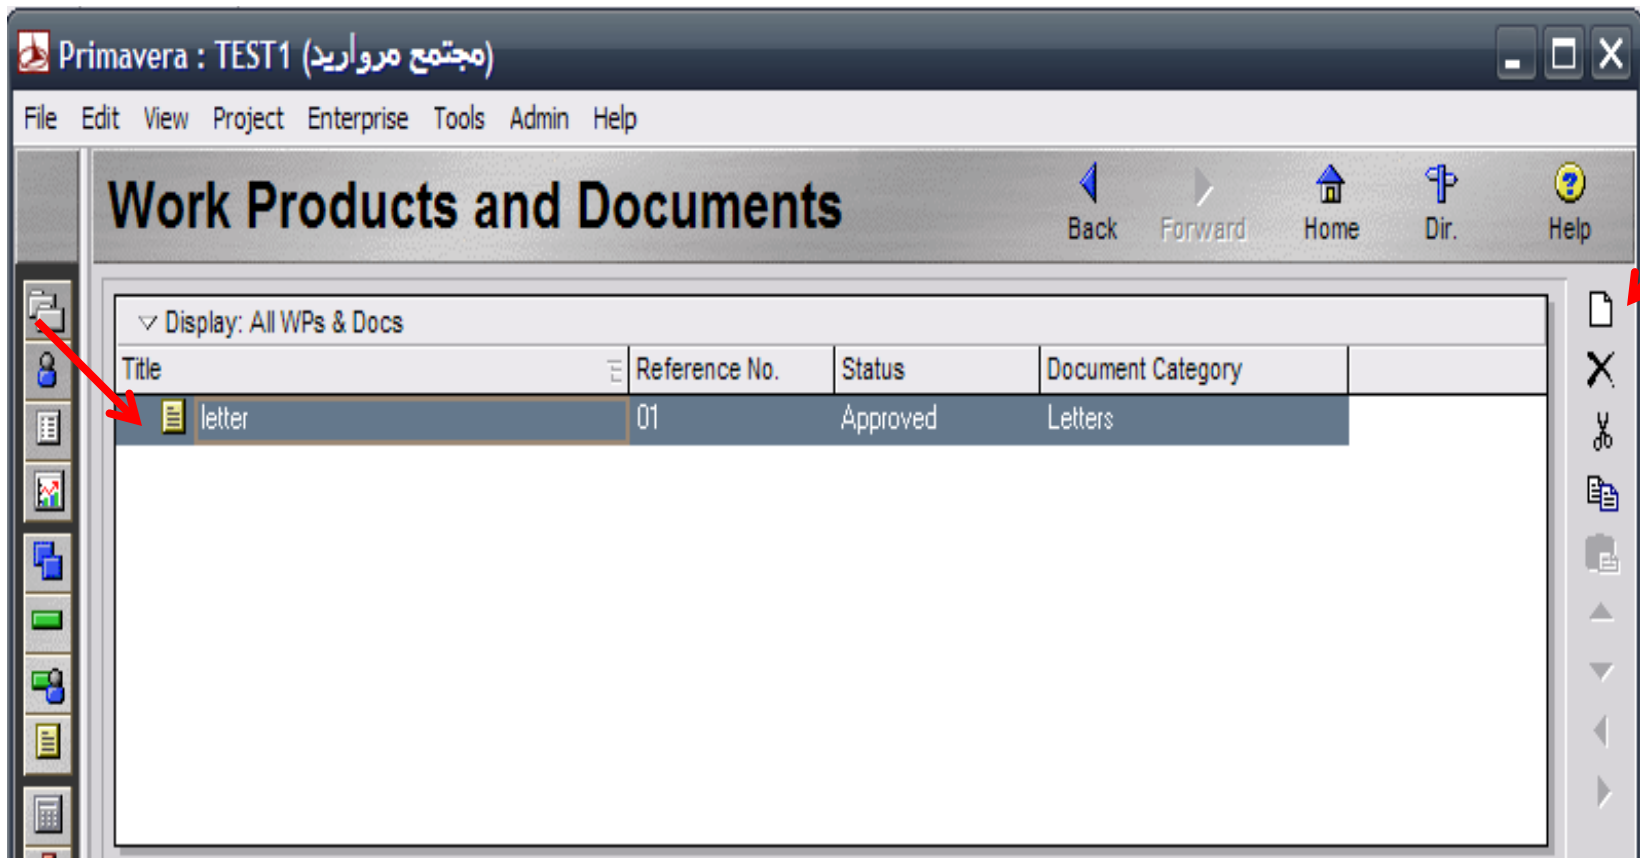 Primavera : TEST1 (مجتمع مروارید)
File Edit View Project Enterprise Tools Admin Help
Work Products and Documents
Back Forward Home Dir. Help
Display: All WPs & Docs
Title Reference No. Status Document Category
letter 01 Approved Letters